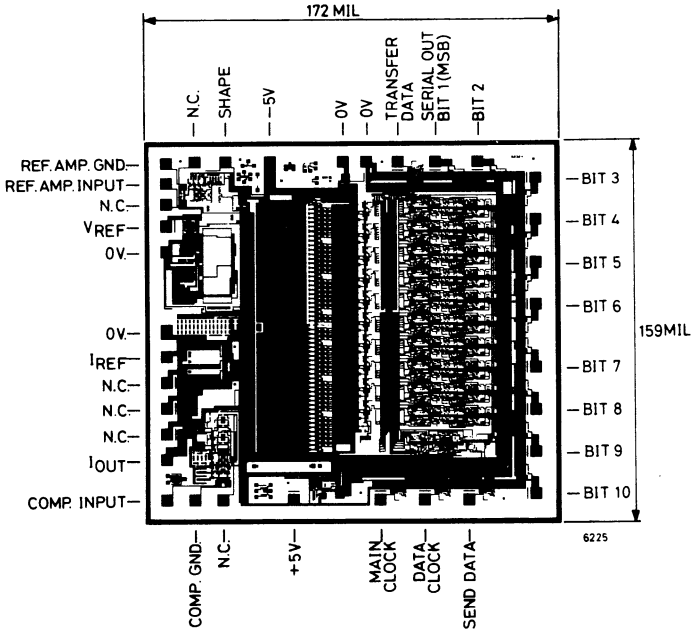 172 MIL
N.C.
SHAPE
-5V
0V
0V
TRANSFER
DATA
SERIAL OUT
BIT 1 (MSB)
BIT 2
REF. AMP. GND.
REF. AMP. INPUT
N.C.
VREF
0V.
0V.
IREF
N.C.
N.C.
N.C.
IOUT
COMP. INPUT
BIT 3
BIT 4
BIT 5
BIT 6
BIT 7
BIT 8
BIT 9
BIT 10
159MIL
6225
COMP. GND.
N.C.
+5V
MAIN
CLOCK
DATA
CLOCK
SEND DATA